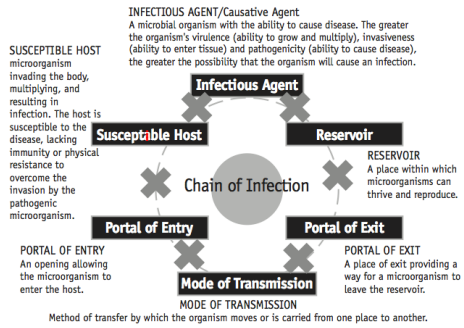 INFECTIOUS AGENT/Causative Agent
A microbial organism with the ability to cause disease. The greater
the organism's virulence (ability to grow and multiply), invasiveness
(ability to enter tissue) and pathogenicity (ability to cause disease),
the greater the possibility that the organism will cause an infection.
SUSCEPTIBLE HOST
microorganism
invading the body,
multiplying, and
resulting in
infection. The host is
susceptible to the
disease, lacking
immunity or physical
resistance to
overcome the
invasion by the
pathogenic
microorganism.
Infectious Agent
Susceptable Host
Reservoir
RESERVOIR
A place within which
microorganisms can
thrive and reproduce.
Chain of Infection
Portal of Entry
Portal of Exit
PORTAL OF ENTRY
An opening allowing
the microorganism to
enter the host.
PORTAL OF EXIT
A place of exit providing a
way for a microorganism to
leave the reservoir.
Mode of Transmission
MODE OF TRANSMISSION
Method of transfer by which the organism moves or is carried from one place to another.